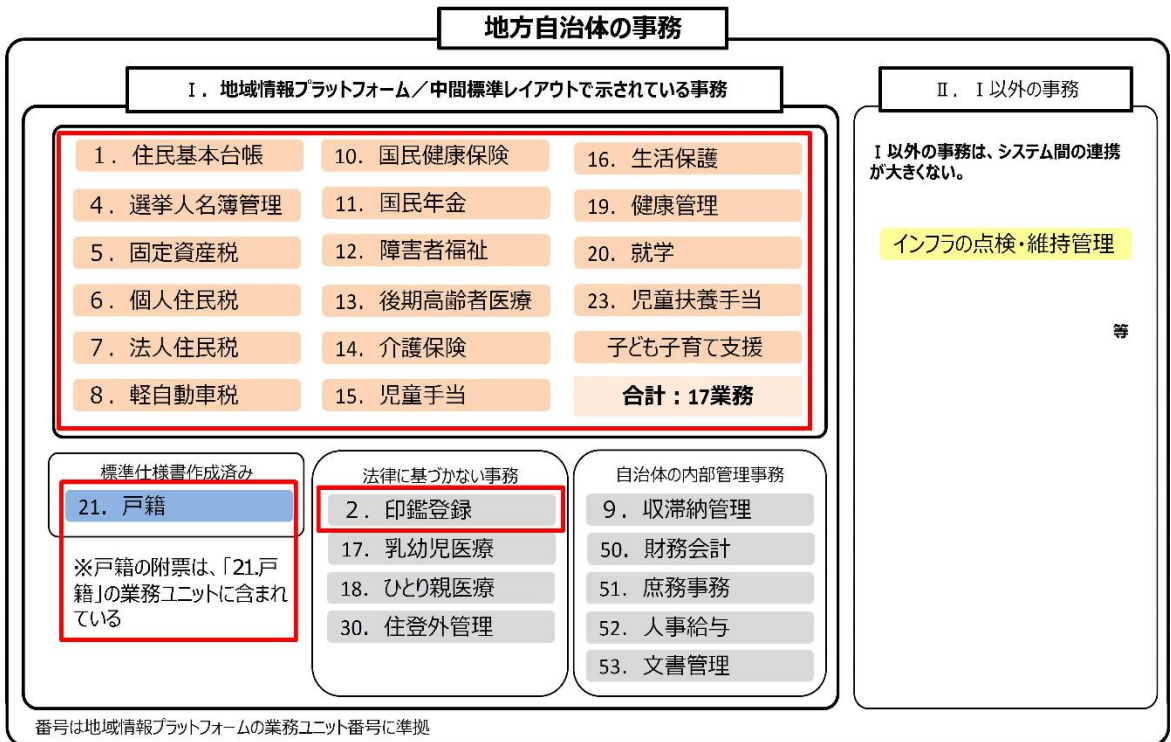 地方自治体の事務
Ⅰ．地域情報プラットフォーム／中間標準レイアウトで示されている事務
1．住民基本台帳
4．選挙人名簿管理
5．固定資産税
6．個人住民税
7．法人住民税
8．軽自動車税
10．国民健康保険
11．国民年金
12．障害者福祉
13．後期高齢者医療
14．介護保険
15．児童手当
16．生活保護
19．健康管理
20．就学
23．児童扶養手当
子ども子育て支援
合計：17業務
標準仕様書作成済み
21．戸籍
※戸籍の附票は、「21.戸
籍」の業務ユニットに含まれ
ている
法律に基づかない事務
2．印鑑登録
17．乳幼児医療
18．ひとり親医療
30．住登外管理
自治体の内部管理事務
9．収滞納管理
50．財務会計
51．庶務事務
52．人事給与
53．文書管理
Ⅱ．Ⅰ以外の事務
Ⅰ以外の事務は、システム間の連携
が大きくない。
インフラの点検・維持管理
等
番号は地域情報プラットフォームの業務ユニット番号に準拠